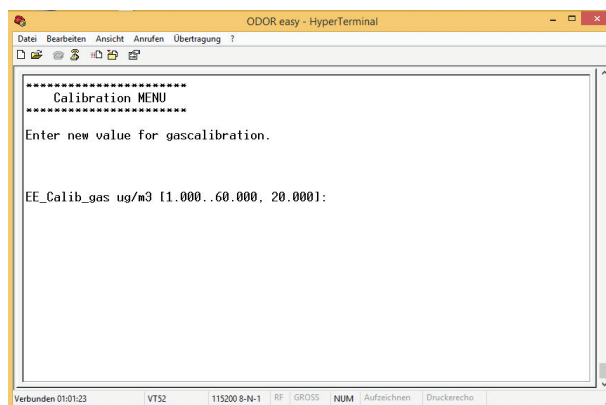 ODOR easy - HyperTerminal
Datei Bearbeiten Ansicht Anrufen Übertragung ?
***********************
Calibration MENU
***********************
Enter new value for gascalibration.
EE_Calib_gas ug/m3 [1.000..60.000, 20.000]:
Verbunden 01:01:23 VT52 115200 8-N-1 RF GROSS NUM Aufzeichnen Druckerecho